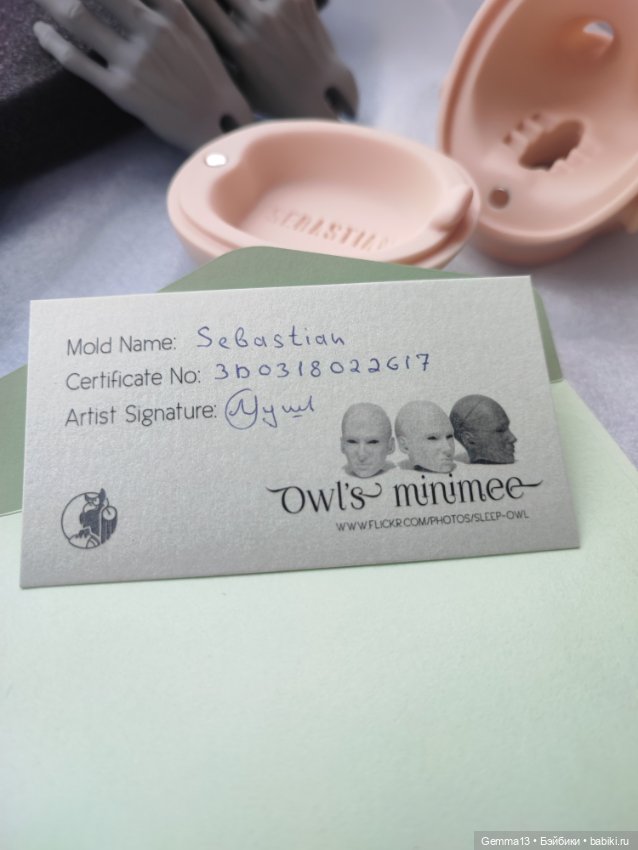 SEBASTIAN
Mold Name: Sebastian
Certificate No: 3D0318022617
Artist Signature:
Owl's minimee
WWW.FLICKR.COM/PHOTOS/SLEEP-OWL
Gemma13 • Бэйбики • babiki.ru